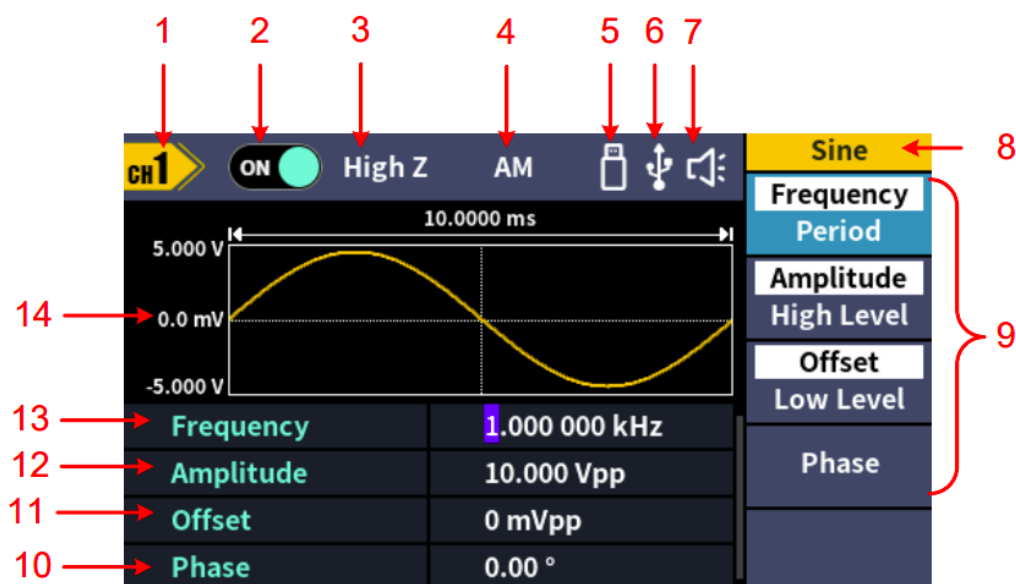 1 2 3 4 5 6 7
CH1 ON High Z AM Sine 8
Frequency
Period
Amplitude
High Level
Offset
Low Level
Phase
9
10.0000 ms
5.000 V
14 0.0 mV
-5.000 V
13 Frequency 1.000 000 kHz
12 Amplitude 10.000 Vpp
11 Offset 0 mVpp
10 Phase 0.00 °